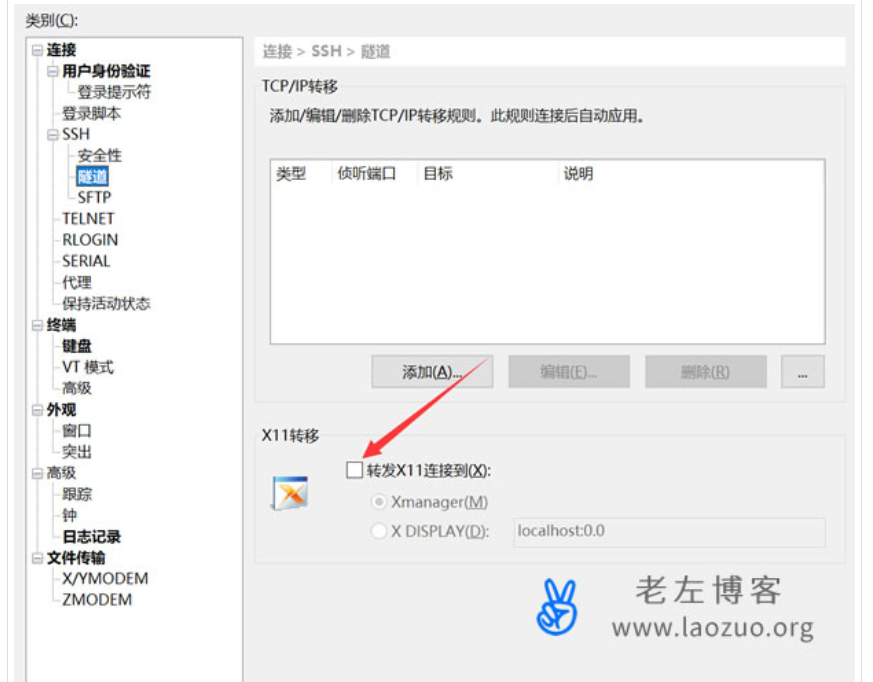 类别(C):
连接
用户身份验证
登录提示符
登录脚本
SSH
安全性
隧道
SFTP
TELNET
RLOGIN
SERIAL
代理
保持活动状态
终端
键盘
VT 模式
高级
外观
窗口
突出
高级
跟踪
钟
日志记录
文件传输
X/YMODEM
ZMODEM
连接 > SSH > 隧道
TCP/IP转移
添加/编辑/删除TCP/IP转移规则。此规则连接后自动应用。
类型 侦听端口 目标 说明
添加(A)... 编辑(E)... 删除(R) ...
X11转移
转发X11连接到(X):
Xmanager(M)
X DISPLAY(D): localhost:0.0
老左博客
www.laozuo.org